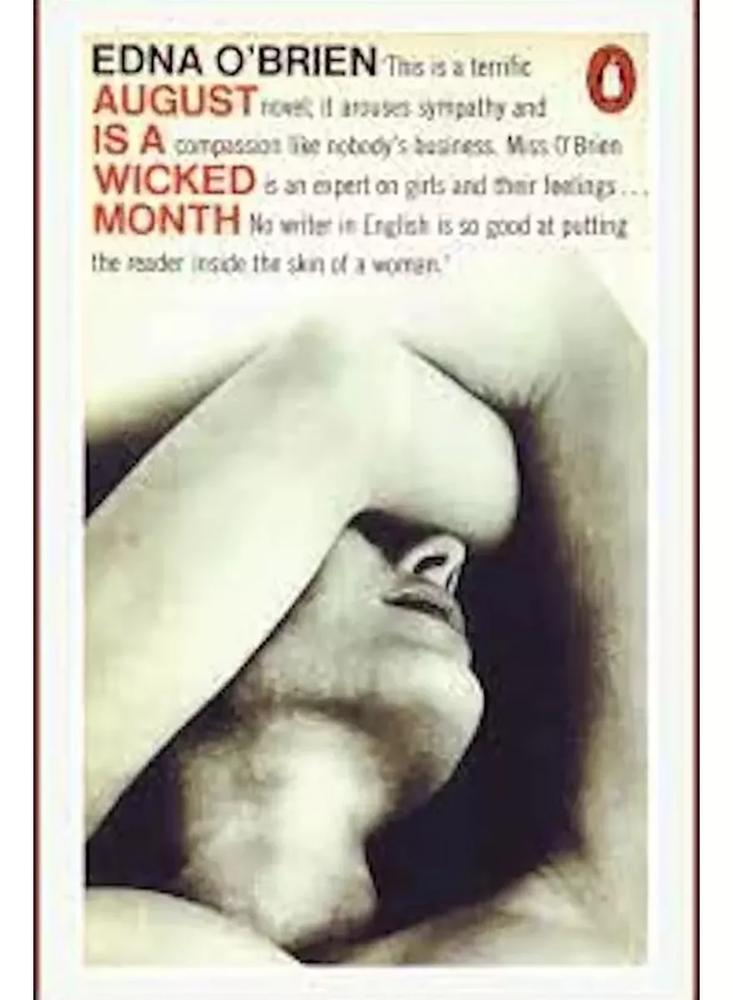 EDNA O'BRIEN 'This is a terrific
AUGUST novel; it arouses sympathy and
IS A compassion like nobody's business. Miss O'Brien
WICKED is an expert on girls and their feelings ...
MONTH No writer in English is so good at putting
the reader inside the skin of a woman.'